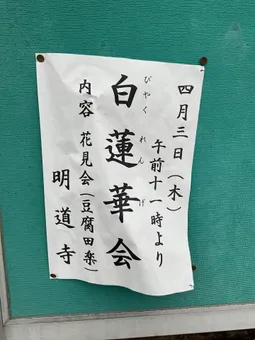 四月三日（木）
午前十一時より
びやくれんげ
白蓮華会
内容 花見会（豆腐田楽）
明道寺